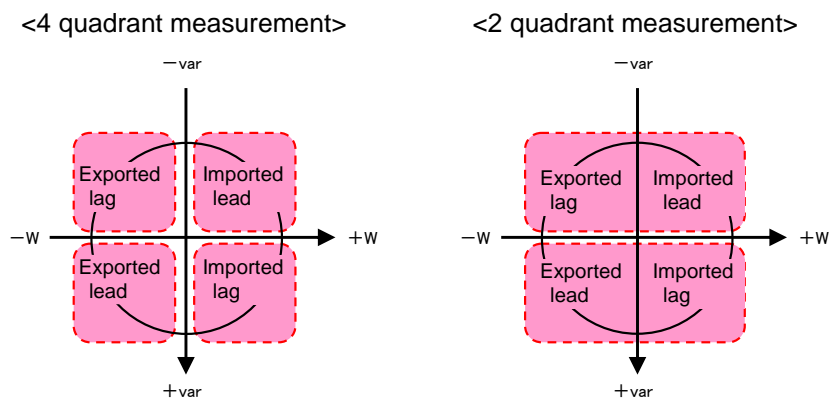 <4 quadrant measurement>
−var
Exported
lag
Imported
lead
−W
+W
Exported
lead
Imported
lag
+var
<2 quadrant measurement>
−var
Exported
lag
Imported
lead
−W
+W
Exported
lead
Imported
lag
+var